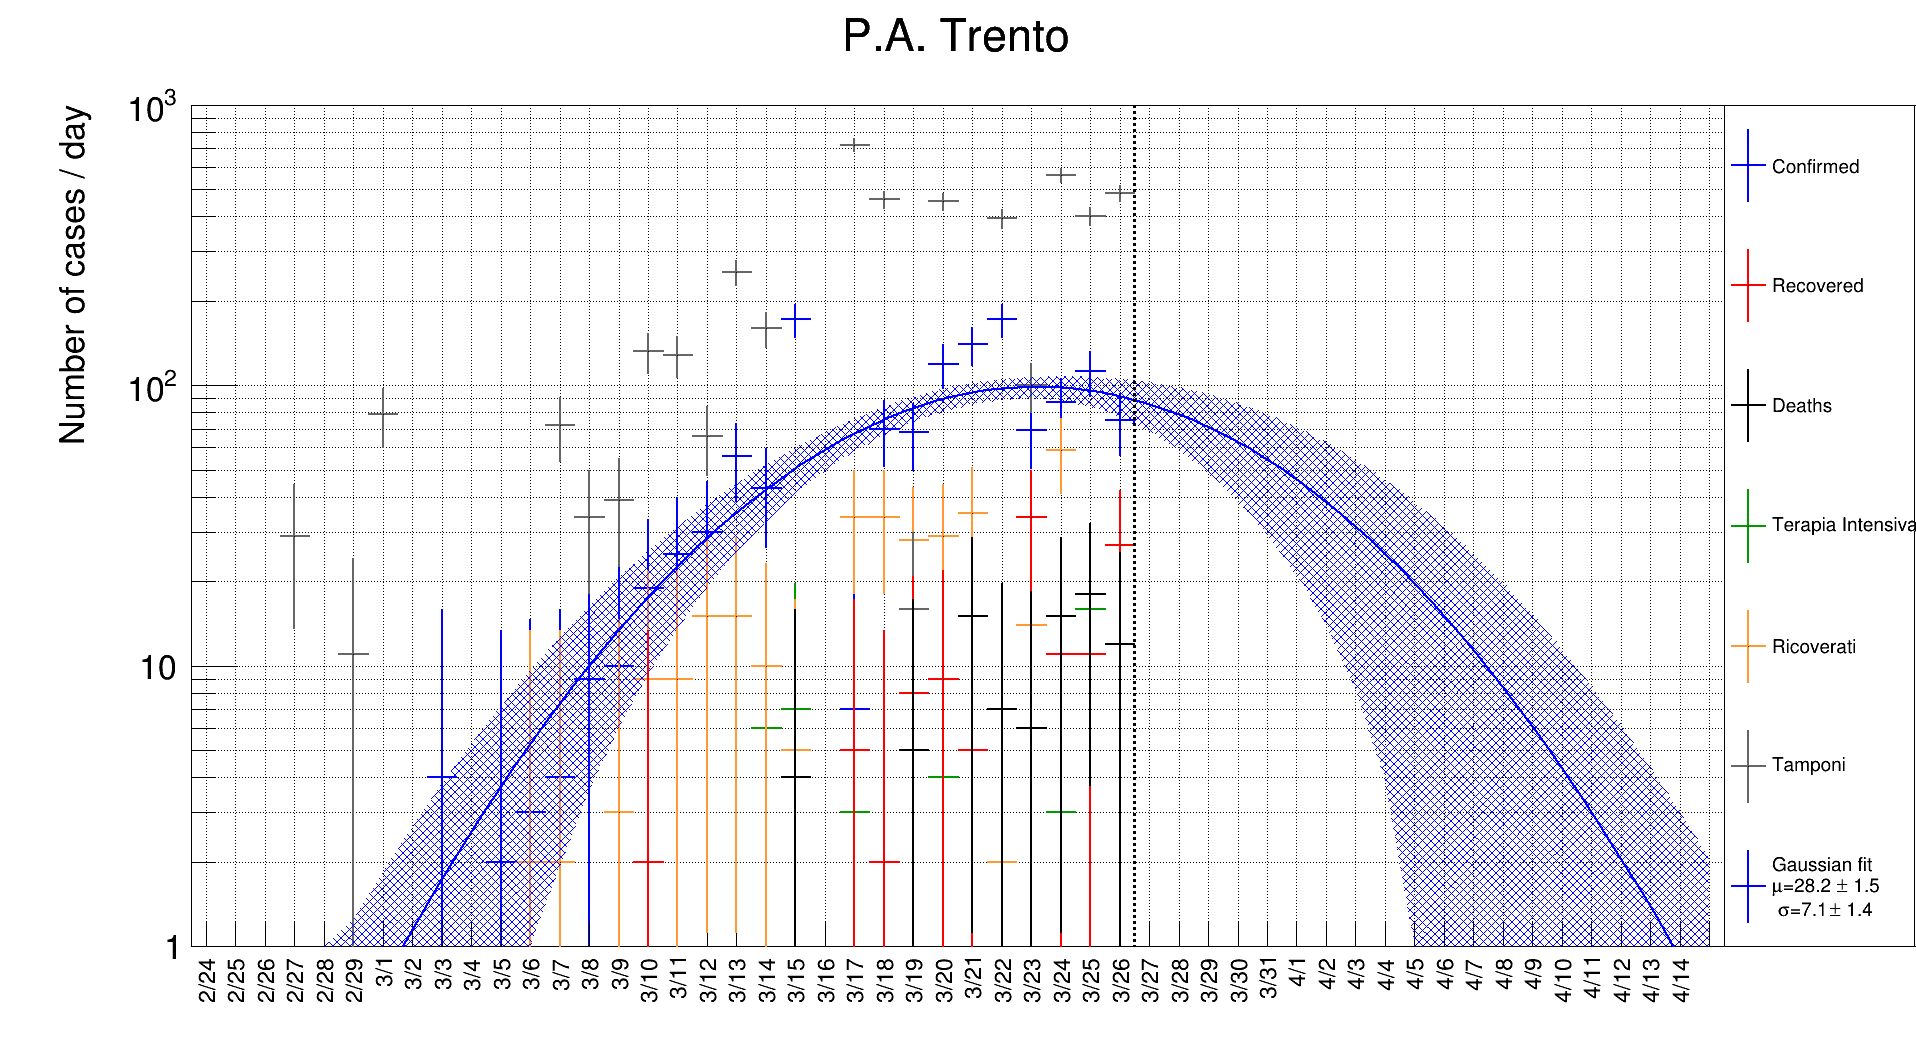 P.A. Trento
Number of cases / day
10³
10²
10
1
2/24 2/25 2/26 2/27 2/28 2/29 3/1 3/2 3/3 3/4 3/5 3/6 3/7 3/8 3/9 3/10 3/11 3/12 3/13 3/14 3/15 3/16 3/17 3/18 3/19 3/20 3/21 3/22 3/23 3/24 3/25 3/26 3/27 3/28 3/29 3/30 3/31 4/1 4/2 4/3 4/4 4/5 4/6 4/7 4/8 4/9 4/10 4/11 4/12 4/13 4/14
Confirmed
Recovered
Deaths
Terapia Intensiva
Ricoverati
Tamponi
Gaussian fit
μ=28.2 ± 1.5
σ=7.1± 1.4